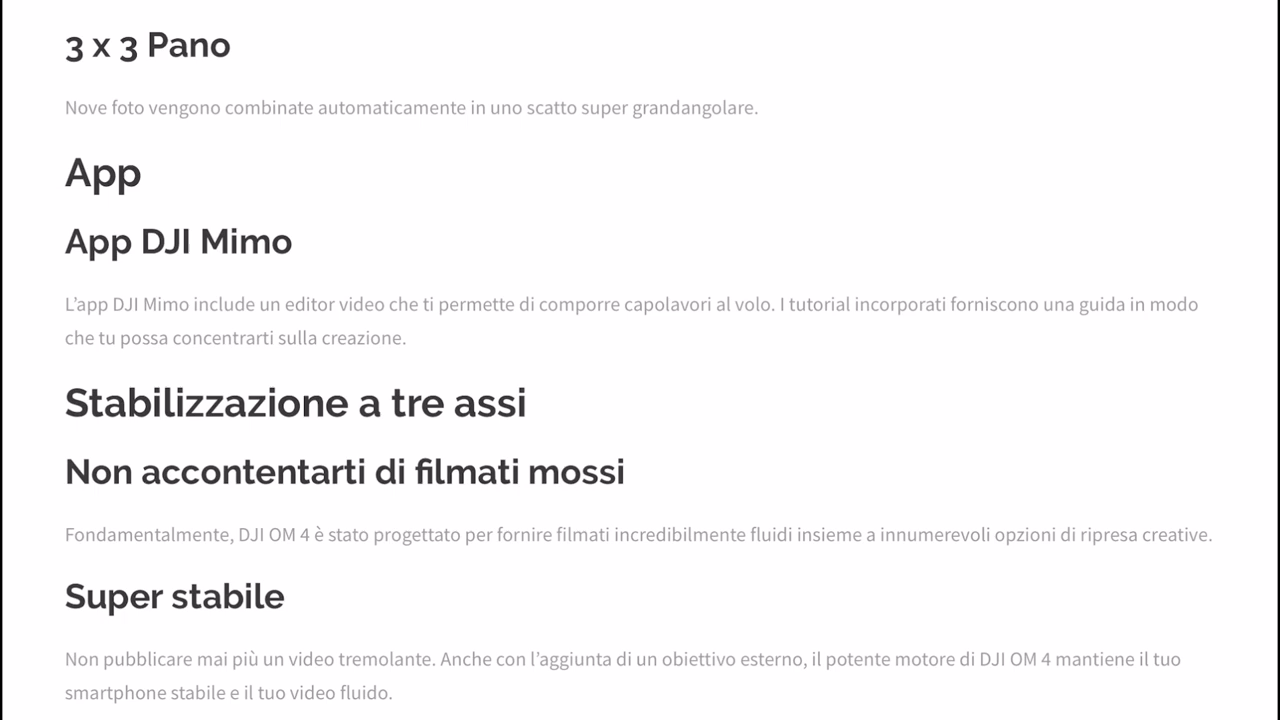 3 x 3 Pano
Nove foto vengono combinate automaticamente in uno scatto super grandangolare.
App
App DJI Mimo
L’app DJI Mimo include un editor video che ti permette di comporre capolavori al volo. I tutorial incorporati forniscono una guida in modo
che tu possa concentrarti sulla creazione.
Stabilizzazione a tre assi
Non accontentarti di filmati mossi
Fondamentalmente, DJI OM 4 è stato progettato per fornire filmati incredibilmente fluidi insieme a innumerevoli opzioni di ripresa creative.
Super stabile
Non pubblicare mai più un video tremolante. Anche con l’aggiunta di un obiettivo esterno, il potente motore di DJI OM 4 mantiene il tuo
smartphone stabile e il tuo video fluido.